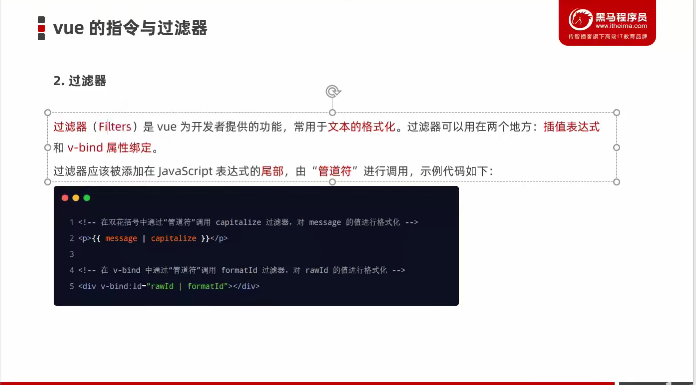 vue 的指令与过滤器
黑马程序员
www.itheima.com
传智播客旗下高端IT教育品牌
2. 过滤器
过滤器（Filters）是 vue 为开发者提供的功能，常用于文本的格式化。过滤器可以用在两个地方：插值表达式
和 v-bind 属性绑定。
过滤器应该被添加在 JavaScript 表达式的尾部，由“管道符”进行调用，示例代码如下：
1 <!-- 在双花括号中通过“管道符”调用 capitalize 过滤器，对 message 的值进行格式化 -->
2 <p>{{ message | capitalize }}</p>
3
4 <!-- 在 v-bind 中通过“管道符”调用 formatId 过滤器，对 rawId 的值进行格式化 -->
5 <div v-bind:id="rawId | formatId"></div>